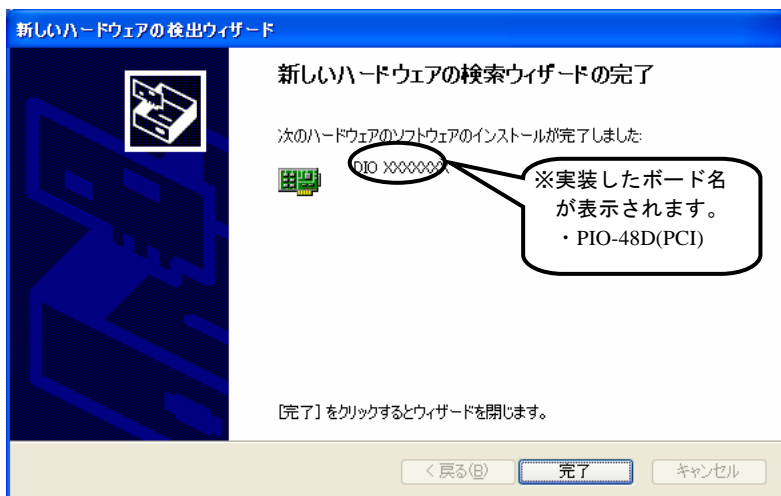 新しいハードウェアの検出ウィザード
新しいハードウェアの検索ウィザードの完了
次のハードウェアのソフトウェアのインストールが完了しました:
DIO XXXXXXX
※実装したボード名
が表示されます。
・PIO-48D(PCI)
[完了] をクリックするとウィザードを閉じます。
< 戻る(B)
完了
キャンセル